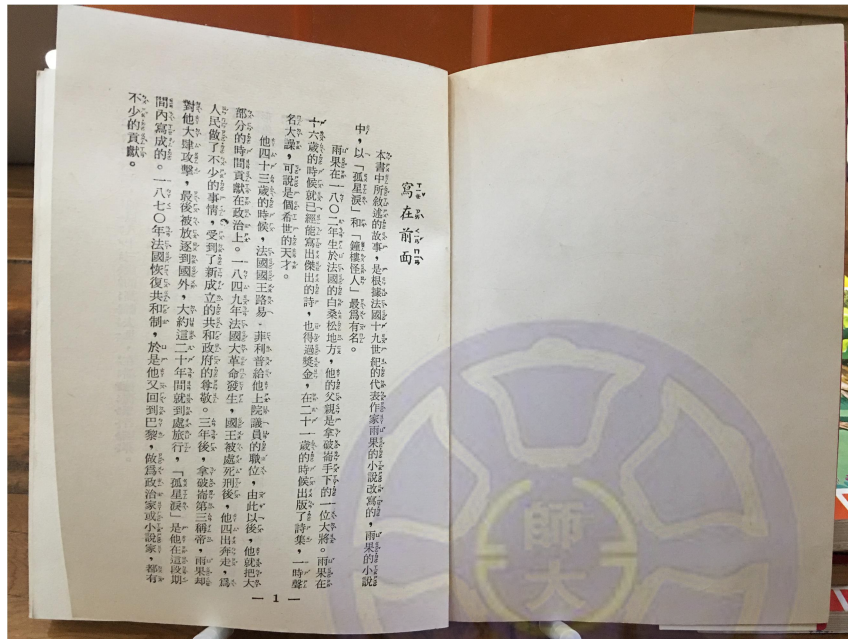 寫在前面
本書中所敘述的故事，是根據法國十九世紀的代表作家雨果的小說改寫的，雨果的小說
中，以「孤星淚」和「鐘樓怪人」最爲有名。
雨果在一八〇二年生於法國的白桑松地方，他的父親是拿破崙手下的一位大將。雨果在
十六歲的時候就已經能寫出傑出的詩，也得過獎金，在二十一歲的時候出版了詩集，一時聲
名大譟，可說是個希世的天才。
他四十三歲的時候，法國國王路易．菲利普給他上院議員的職位，由此以後，他就把大
部分的時間貢獻在政治上。一八四九年法國大革命發生，國王被處死刑後，他四出奔走，爲
人民做了不少的事情，受到了新成立的共和政府的尊敬。三年後，拿破崙第三稱帝，雨果却
對他大肆攻擊，最後被放逐到國外，大約這二十年間就到處旅行，「孤星淚」是他在這段期
間內寫成的。一八七〇年法國恢復共和制，於是他又回到巴黎，做爲政治家或小說家，都有
不少的貢獻。
— 1 —
師大